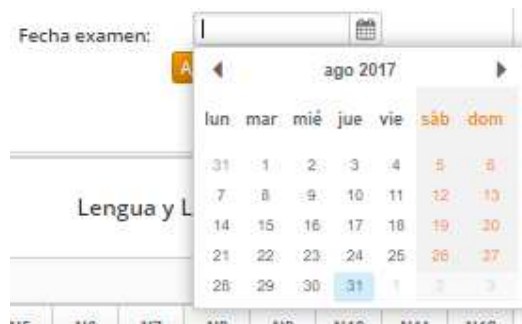 Fecha examen:
A
ago 2017
lun mar mié jue vie sáb dom
31 1 2 3 4 5 6
7 8 9 10 11 12 13
Lengua y L
14 15 16 17 18 19 20
21 22 23 24 25 26 27
28 29 30 31 1 2 3